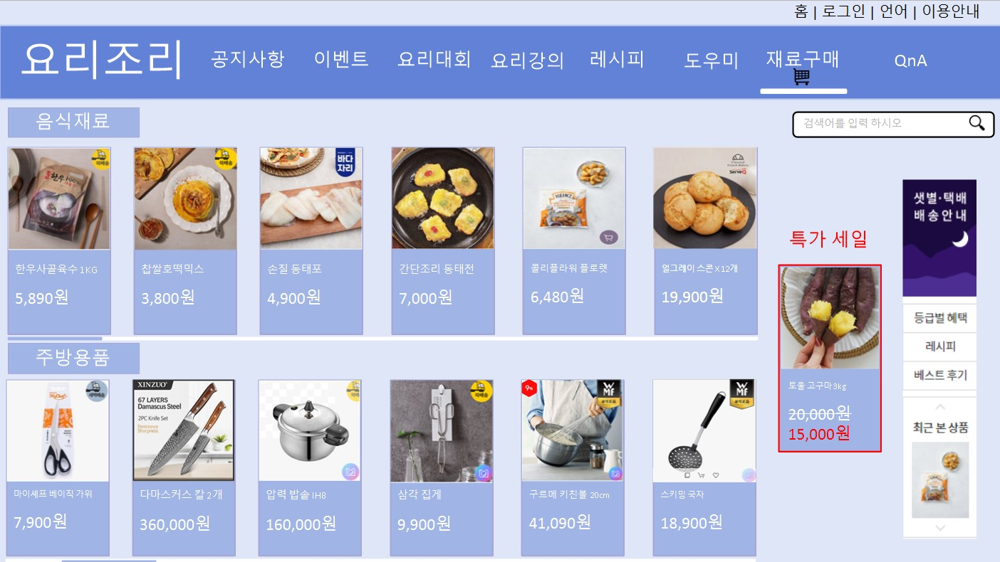 홈 | 로그인 | 언어 | 이용안내
요리조리
공지사항
이벤트
요리대회
요리강의
레시피
도우미
재료구매
QnA
음식재료
검색어를 입력 하시오
한우
바다
자리
HEINZ
ServeQ
한우사골육수 1KG
5,890원
찹쌀호떡믹스
3,800원
손질 동태포
4,900원
간단조리 동태전
7,000원
콜리플라워 플로렛
6,480원
얼그레이 스콘 X 12개
19,900원
특가 세일
토울 고구마3kg
20,000원
15,000원
샛별·택배
배송안내
등급벌 혜택
레시피
베스트 후기
최근 본 상품
주방용품
MyChef
XINZUO
67 LAYERS
Damascus Steel
2PC Knife Set
Persistence
Sharpness
9%
WMF
WMF
마이셰프 베이직 가위
7,900원
다마스커스 칼 2개
360,000원
압력 밥솥 IH8
160,000원
삼각 집게
9,900원
구르메 키친볼 20cm
41,090원
스키밍 국자
18,900원